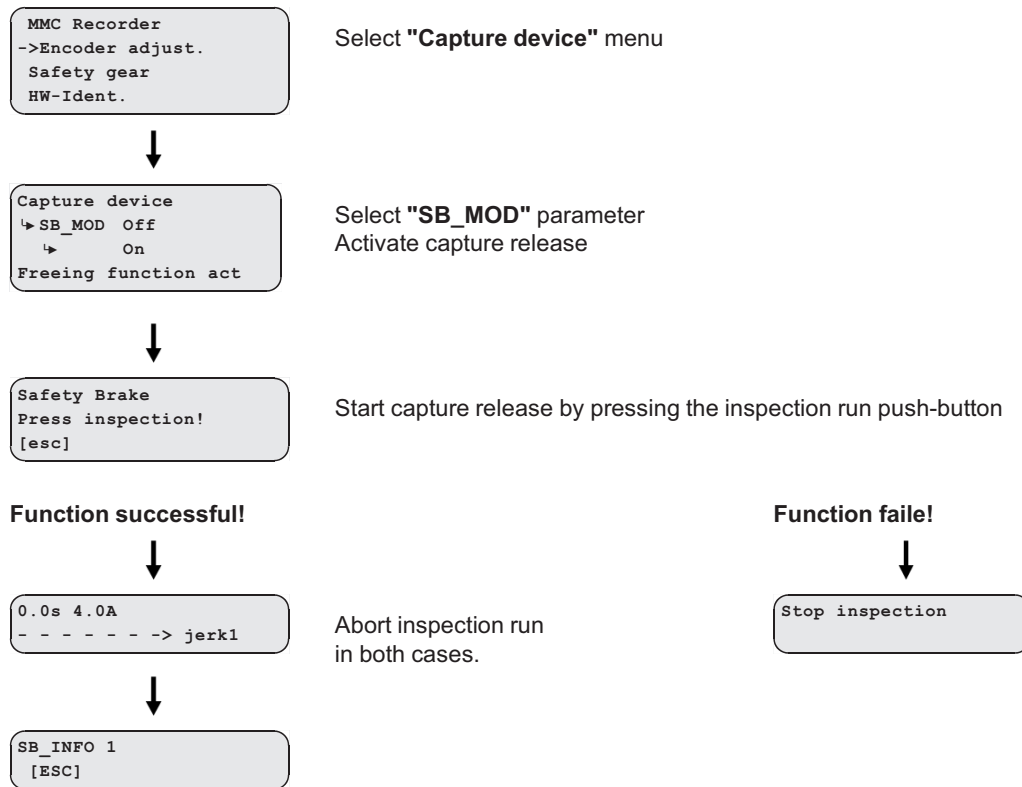 MMC Recorder
->Encoder adjust.
Safety gear
HW-Ident.
Select "Capture device" menu
Capture device
↳ SB_MOD Off
↳ On
Freeing function act
Select "SB_MOD" parameter
Activate capture release
Safety Brake
Press inspection!
[esc]
Start capture release by pressing the inspection run push-button
Function successful!
Function faile!
0.0s 4.0A
- - - - - - -> jerk1
Abort inspection run
in both cases.
Stop inspection
SB_INFO 1
[ESC]